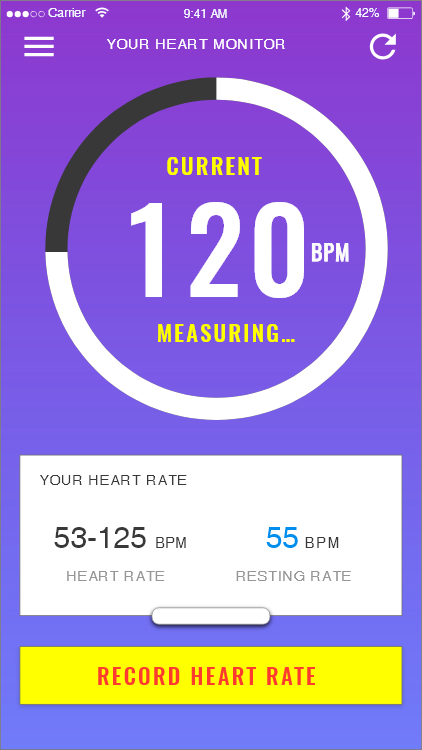 Carrier 9:41 AM 42%
YOUR HEART MONITOR
CURRENT
120 BPM
MEASURING...
YOUR HEART RATE
53-125 BPM 55 BPM
HEART RATE RESTING RATE
RECORD HEART RATE